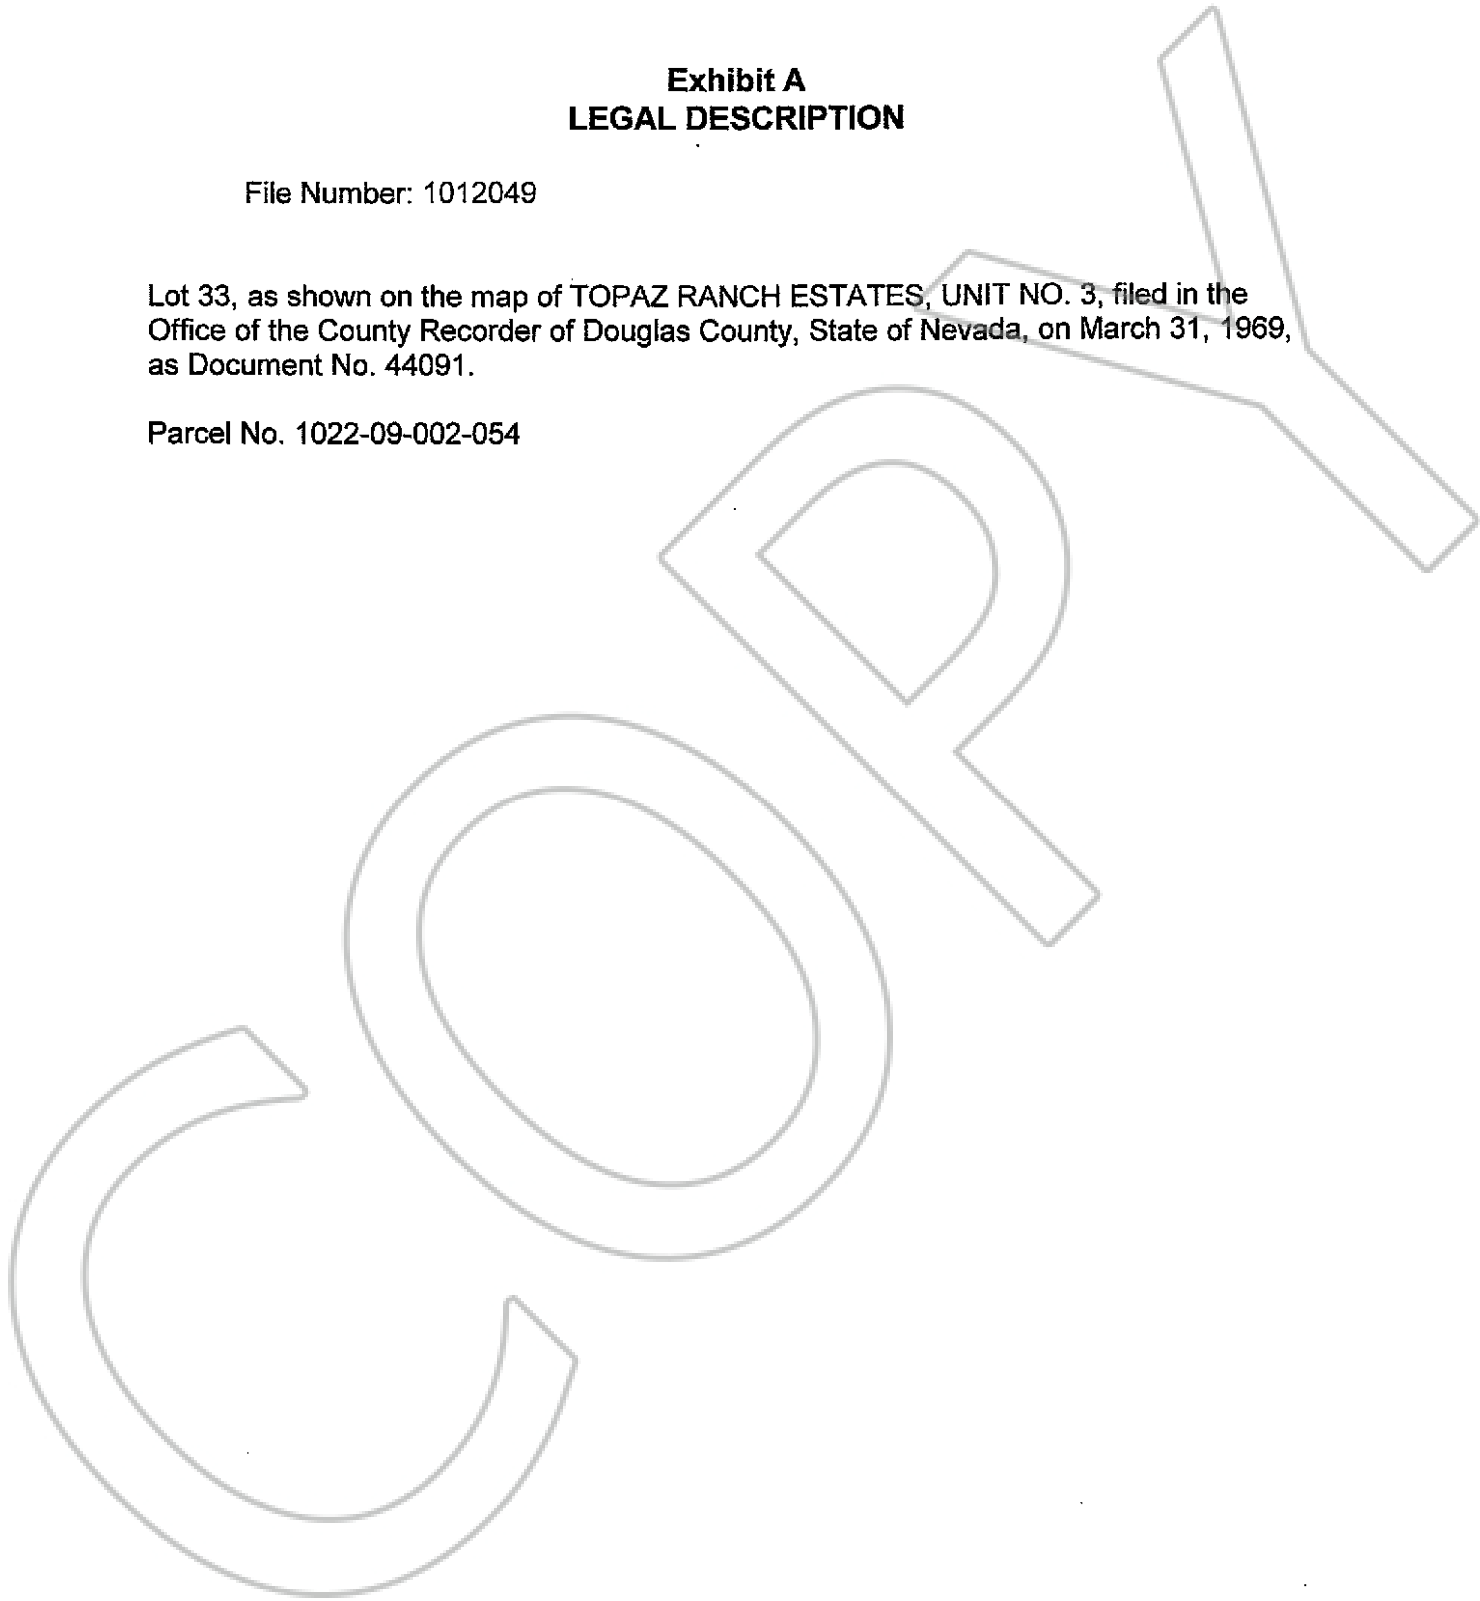 Exhibit A
LEGAL DESCRIPTION
File Number: 1012049
Lot 33, as shown on the map of TOPAZ RANCH ESTATES, UNIT NO. 3, filed in the
Office of the County Recorder of Douglas County, State of Nevada, on March 31, 1969,
as Document No. 44091.
Parcel No. 1022-09-002-054
COPY